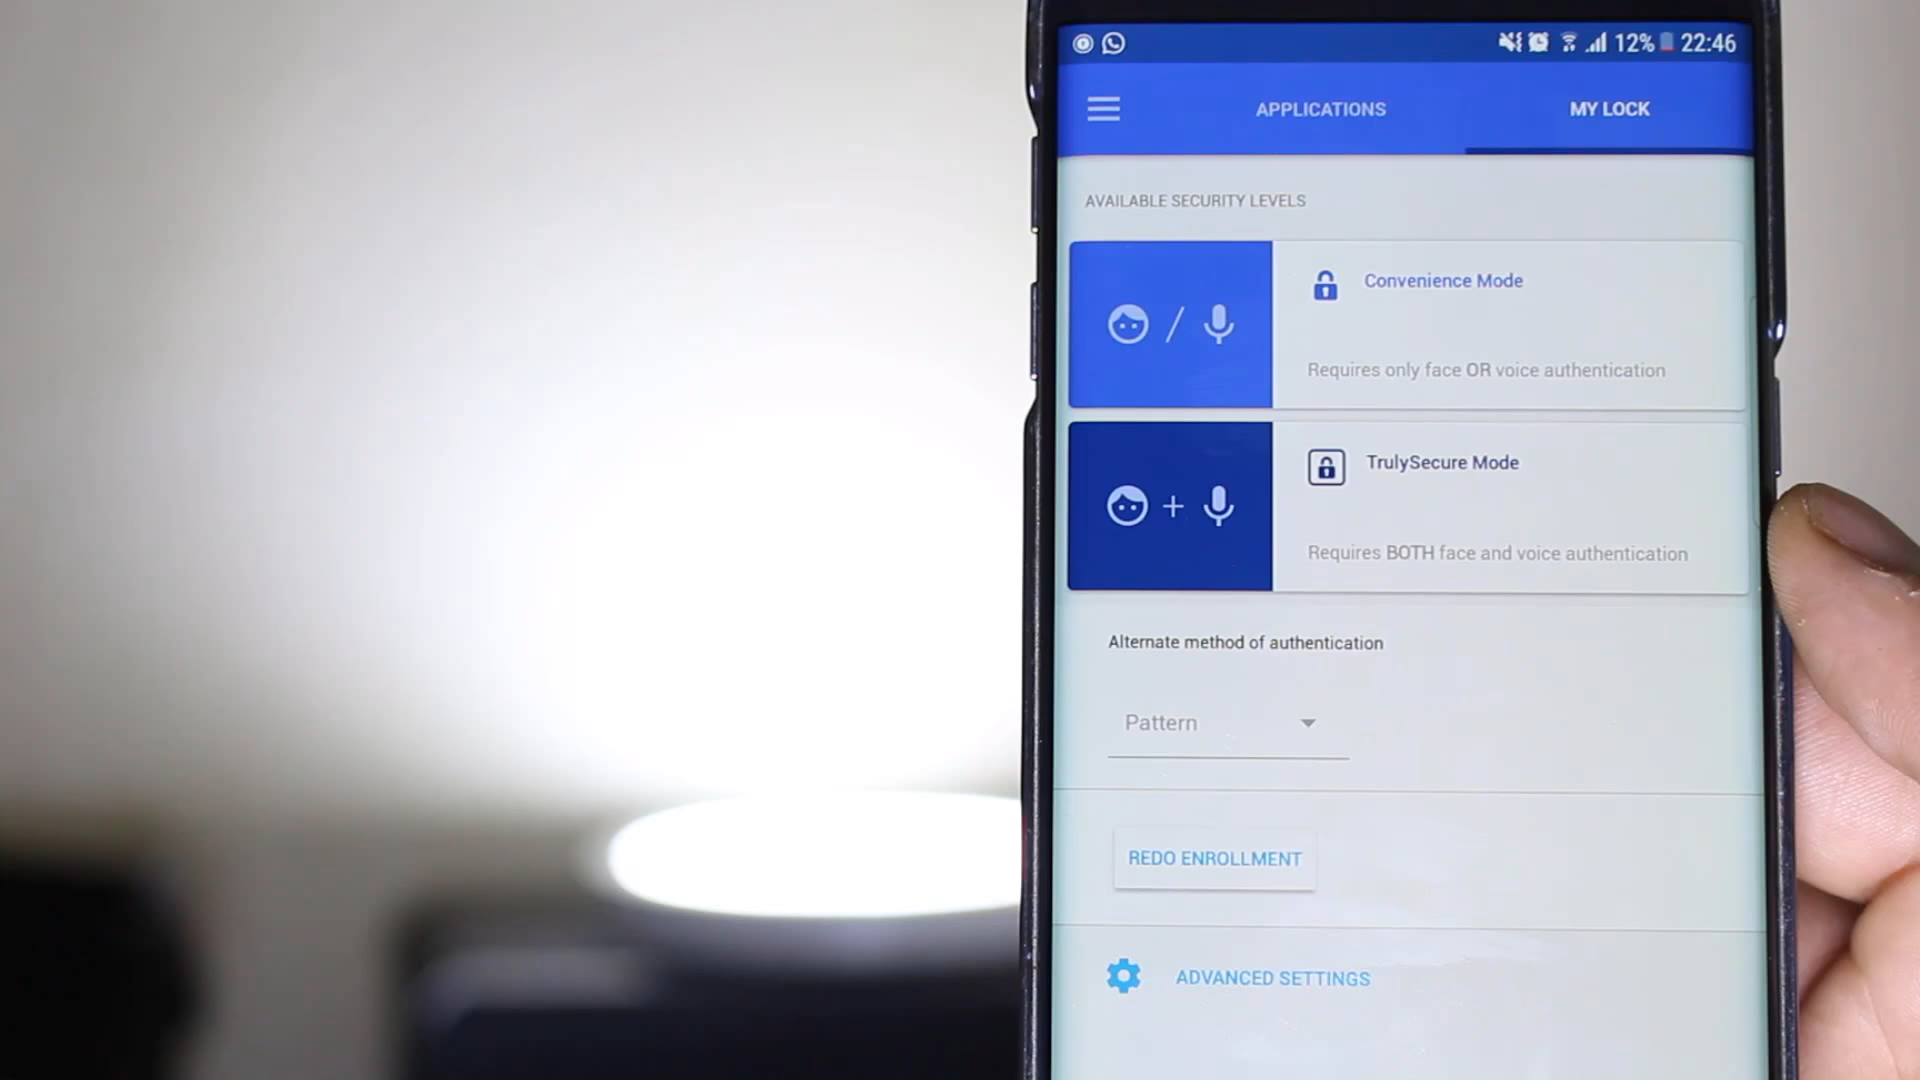 12% 22:46
APPLICATIONS MY LOCK
AVAILABLE SECURITY LEVELS
Convenience Mode
Requires only face OR voice authentication
TrulySecure Mode
Requires BOTH face and voice authentication
Alternate method of authentication
Pattern
REDO ENROLLMENT
ADVANCED SETTINGS